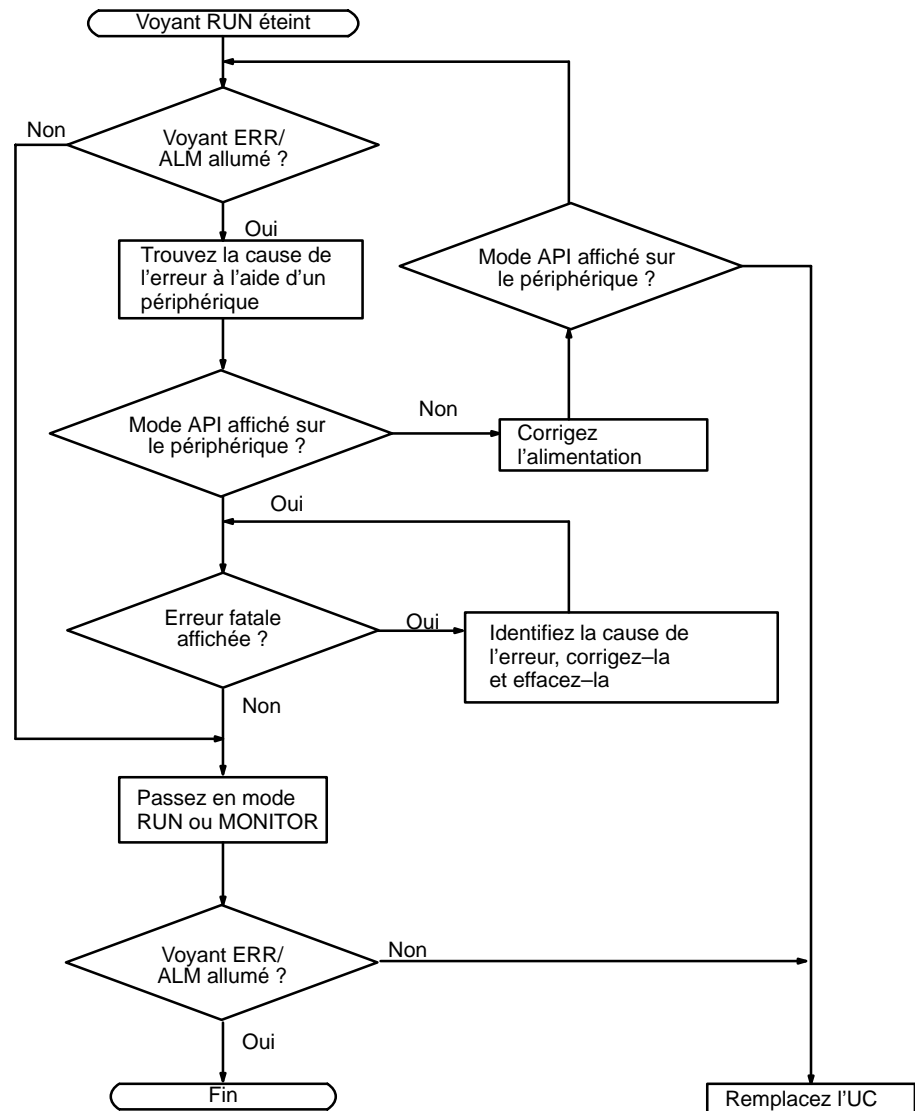 Voyant RUN éteint
Non
Voyant ERR/
ALM allumé ?
Oui
Trouvez la cause de
l'erreur à l'aide d'un
périphérique
Mode API affiché sur
le périphérique ?
Mode API affiché sur
le périphérique ?
Non
Corrigez
l'alimentation
Oui
Erreur fatale
affichée ?
Oui
Identifiez la cause de
l'erreur, corrigez–la
et effacez–la
Non
Passez en mode
RUN ou MONITOR
Voyant ERR/
ALM allumé ?
Non
Oui
Fin
Remplacez l'UC